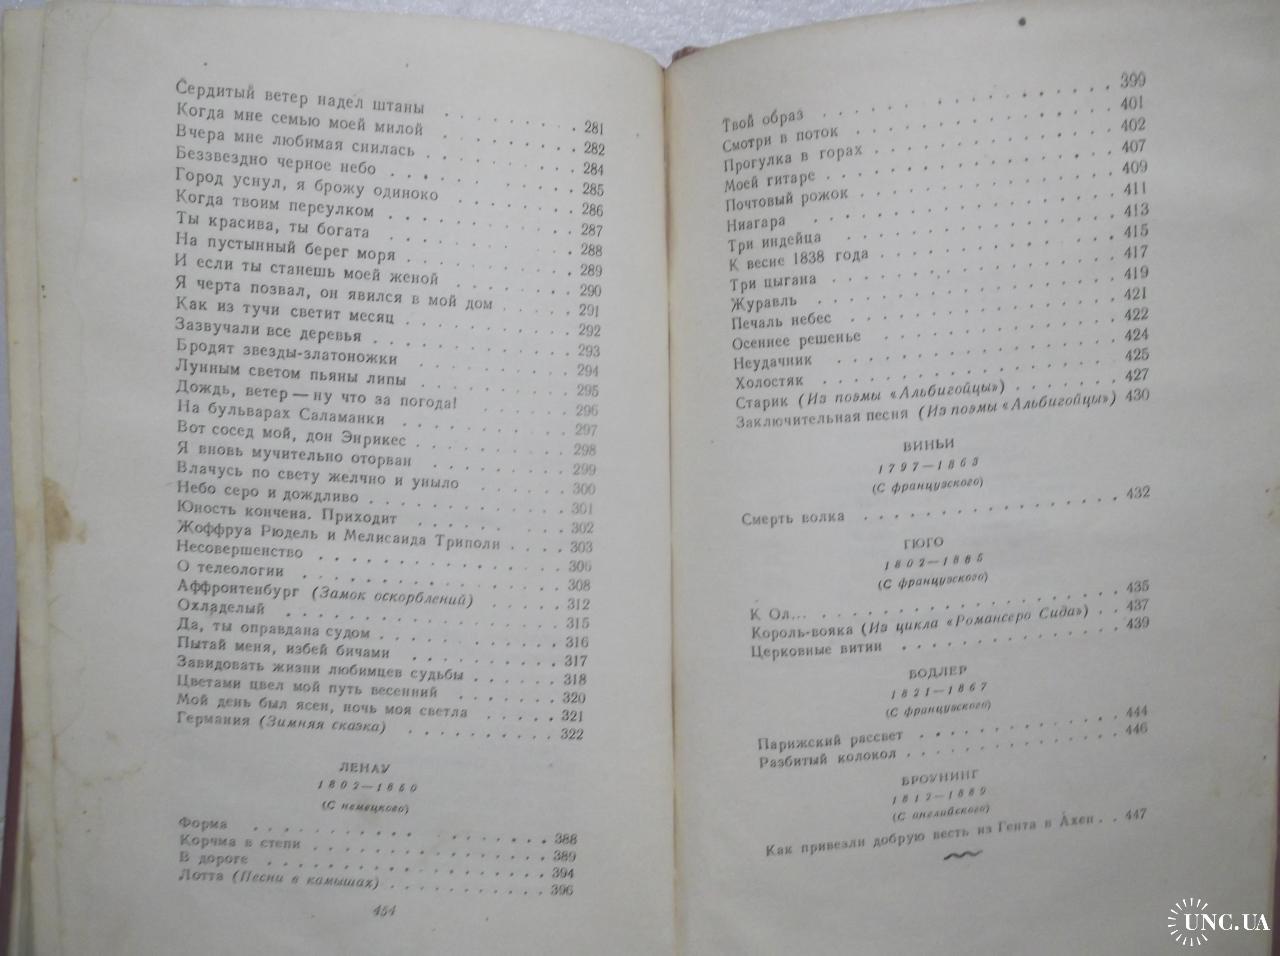 Сердитый ветер надел штаны . . . . . . . . 281
Когда мне семью моей милой . . . . . . . . 282
Вчера мне любимая снилась . . . . . . . . 284
Беззвездно черное небо . . . . . . . . 285
Город уснул, я брожу одиноко . . . . . . . . 286
Когда твоим переулком . . . . . . . . 287
Ты красива, ты богата . . . . . . . . 288
На пустынный берег моря . . . . . . . . 289
И если ты станешь моей женой . . . . . . . . 290
Я черта позвал, он явился в мой дом . . . . . 291
Как из тучи светит месяц . . . . . . . . 292
Зазвучали все деревья . . . . . . . . 293
Бродят звезды-златоножки . . . . . . . . 294
Лунным светом пьяны липы . . . . . . . . 295
Дождь, ветер — ну что за погода! . . . . . . 296
На бульварах Саламанки . . . . . . . . 297
Вот сосед мой, дон Энрикес . . . . . . . . 298
Я вновь мучительно оторван . . . . . . . . 299
Влачусь по свету желчно и уныло . . . . . . 300
Небо серо и дождливо . . . . . . . . 301
Юность кончена. Приходит . . . . . . . . 302
Жоффруа Рюдель и Мелисанда Триполи . . . . 303
Несовершенство . . . . . . . . 306
О телеологии . . . . . . . . 308
Аффронтенбург (Замок оскорблений) . . . . . 312
Охладелый . . . . . . . . 315
Да, ты оправдана судом . . . . . . . . 316
Пытай меня, избей бичами . . . . . . . . 317
Завидовать жизни любимцев судьбы . . . . . . 318
Цветами цвел мой путь весенний . . . . . . 320
Мой день был ясен, ночь моя светла . . . . . 321
Германия (Зимняя сказка) . . . . . . . . 322
ЛЕНАУ
1802—1850
(С немецкого)
Форма . . . . . . . . 388
Корчма в степи . . . . . . . . 389
В дороге . . . . . . . . 394
Лотта (Песни в камышах) . . . . . . . . 396
454
Твой образ . . . . . . . . 399
Смотри в поток . . . . . . . . 401
Прогулка в горах . . . . . . . . 402
Моей гитаре . . . . . . . . 407
Почтовый рожок . . . . . . . . 409
Ниагара . . . . . . . . 411
Три индейца . . . . . . . . 413
К весне 1838 года . . . . . . . . 415
Три цыгана . . . . . . . . 417
Журавль . . . . . . . . 419
Печаль небес . . . . . . . . 421
Осеннее решенье . . . . . . . . 422
Неудачник . . . . . . . . 424
Холостяк . . . . . . . . 425
Старик (Из поэмы «Альбигойцы») . . . . . . 427
Заключительная песня (Из поэмы «Альбигойцы») 430
ВИНЬИ
1797—1863
(С французского)
Смерть волка . . . . . . . . 432
ГЮГО
1802—1885
(С французского)
К Ол... . . . . . . . . 435
Король-вояка (Из цикла «Романсеро Сида») . . 437
Церковные витии . . . . . . . . 439
БОДЛЕР
1821—1867
(С французского)
Парижский рассвет . . . . . . . . 444
Разбитый колокол . . . . . . . . 446
БРОУНИНГ
1812—1889
(С английского)
Как привезли добрую весть из Гента в Ахен . . 447
UNC.UA